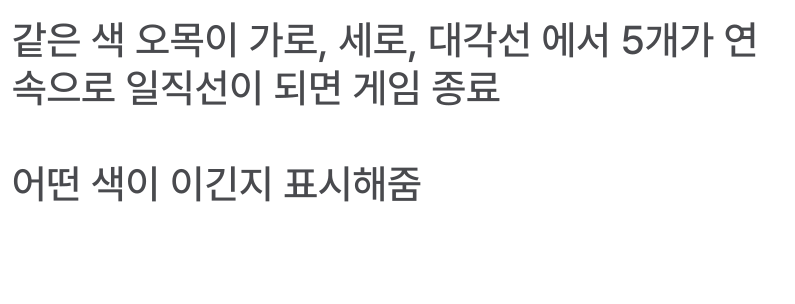 같은 색 오목이 가로, 세로, 대각선 에서 5개가 연
속으로 일직선이 되면 게임 종료
어떤 색이 이긴지 표시해줌